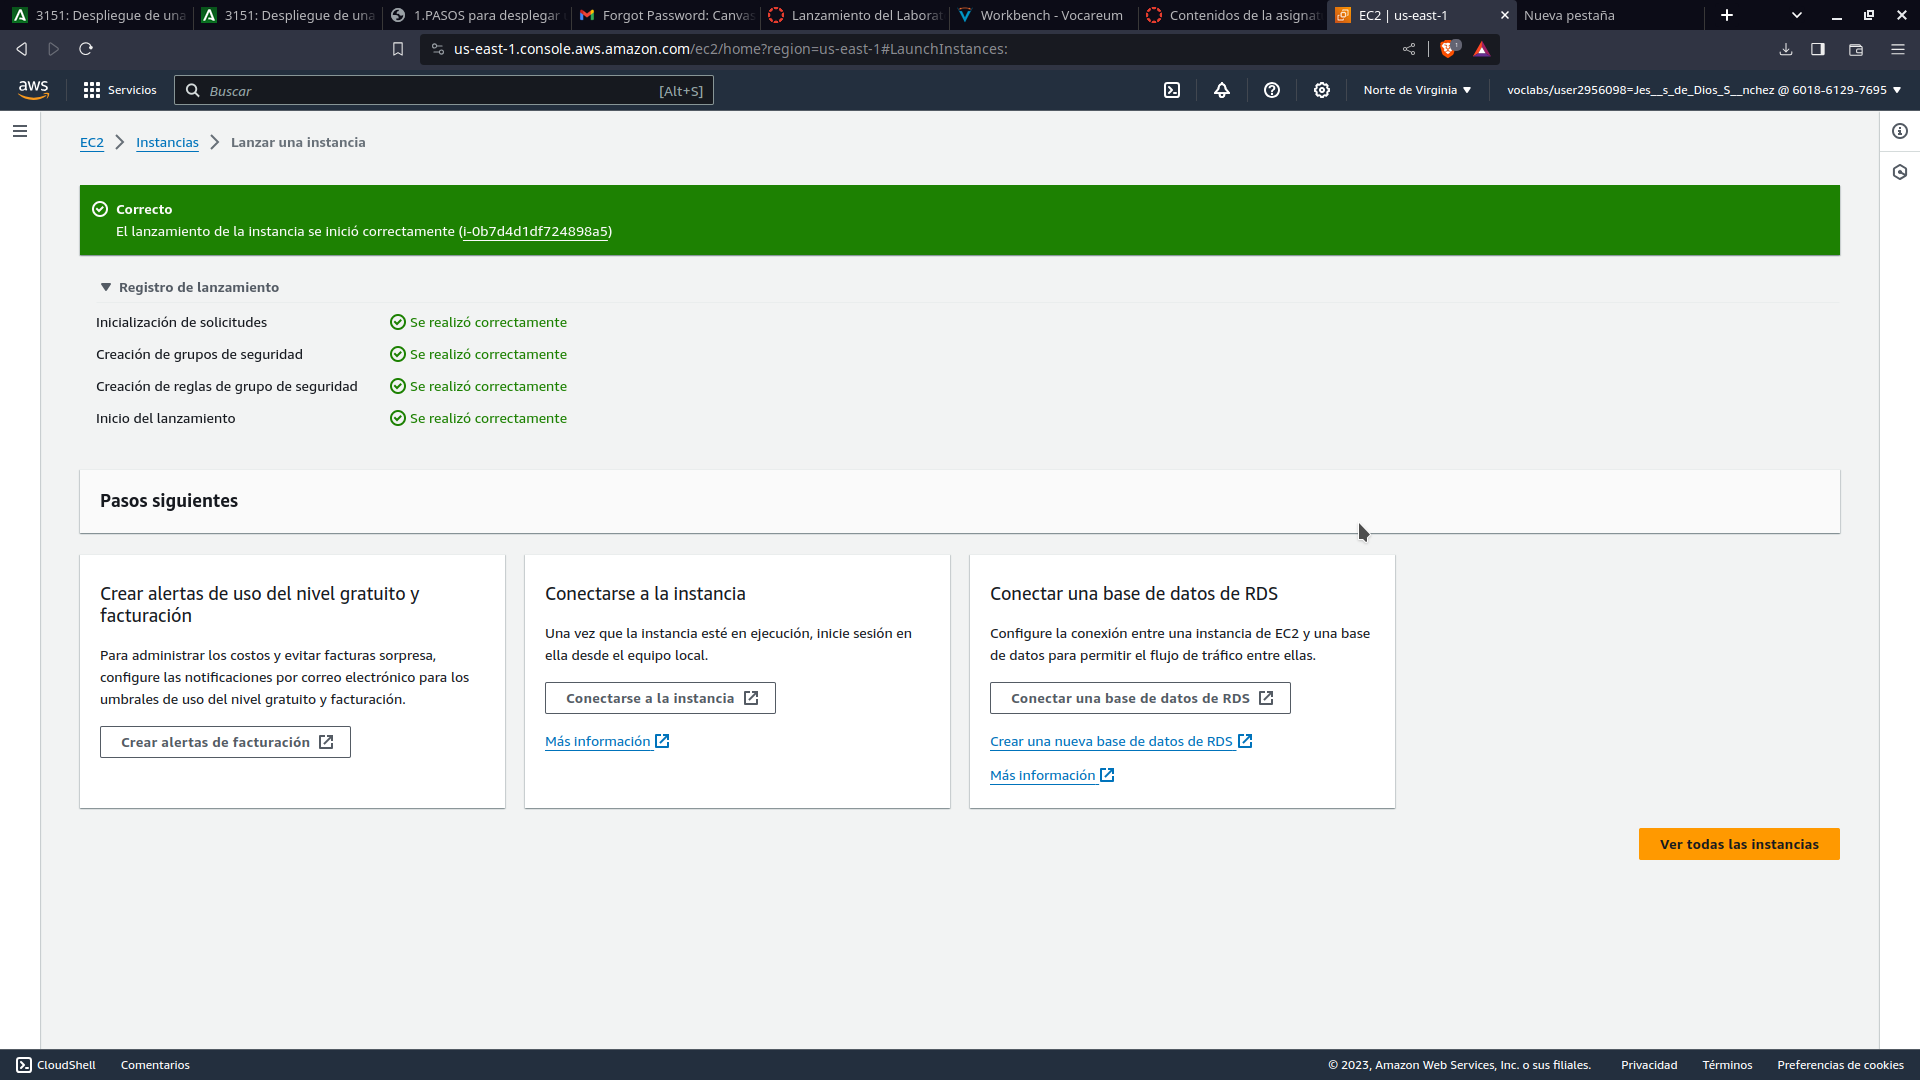 3151: Despliegue de una
3151: Despliegue de una
1.PASOS para desplegar
Forgot Password: Canvas
Lanzamiento del Laborat
Workbench - Vocareum
Contenidos de la asignat
EC2 | us-east-1
Nueva pestaña
us-east-1.console.aws.amazon.com/ec2/home?region=us-east-1#LaunchInstances:
aws
Servicios
Buscar
[Alt+S]
Norte de Virginia
voclabs/user2956098=Jes__s_de_Dios_S__nchez @ 6018-6129-7695
EC2
Instancias
Lanzar una instancia
Correcto
El lanzamiento de la instancia se inició correctamente (i-0b7d4d1df724898a5)
Registro de lanzamiento
Inicialización de solicitudes
Se realizó correctamente
Creación de grupos de seguridad
Se realizó correctamente
Creación de reglas de grupo de seguridad
Se realizó correctamente
Inicio del lanzamiento
Se realizó correctamente
Pasos siguientes
Crear alertas de uso del nivel gratuito y
facturación
Para administrar los costos y evitar facturas sorpresa,
configure las notificaciones por correo electrónico para los
umbrales de uso del nivel gratuito y facturación.
Crear alertas de facturación
Conectarse a la instancia
Una vez que la instancia esté en ejecución, inicie sesión en
ella desde el equipo local.
Conectarse a la instancia
Más información
Conectar una base de datos de RDS
Configure la conexión entre una instancia de EC2 y una base
de datos para permitir el flujo de tráfico entre ellas.
Conectar una base de datos de RDS
Crear una nueva base de datos de RDS
Más información
Ver todas las instancias
CloudShell
Comentarios
© 2023, Amazon Web Services, Inc. o sus filiales.
Privacidad
Términos
Preferencias de cookies